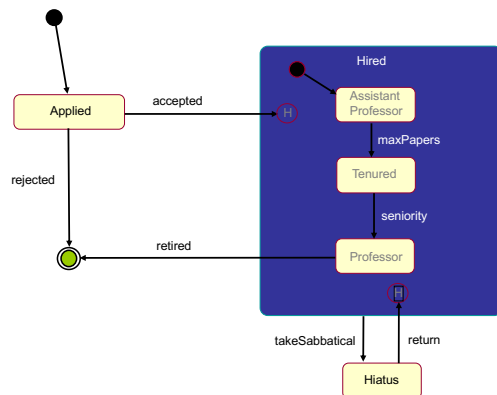 Hired
Assistant
Professor
Applied
accepted
H
maxPapers
Tenured
rejected
seniority
retired
Professor
H
takeSabbatical
return
Hiatus